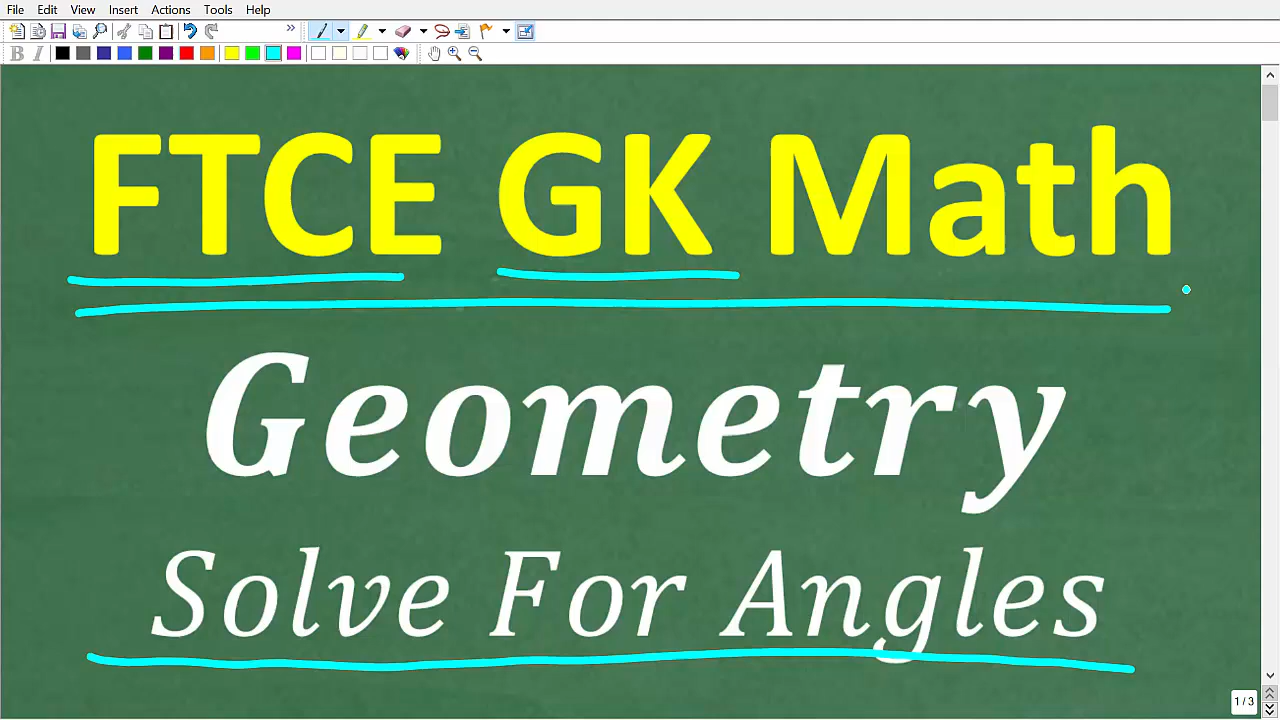 File Edit View Insert Actions Tools Help
B I
FTCE GK Math
Geometry
Solve For Angles
1 / 3